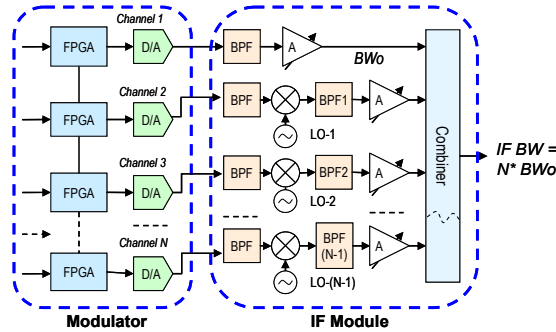 Channel 1
FPGA
D/A
BPF
A
BWo
Channel 2
FPGA
D/A
BPF
BPF1
A
LO-1
Channel 3
FPGA
D/A
BPF
BPF2
A
LO-2
Channel N
FPGA
D/A
BPF
BPF
(N-1)
A
LO-(N-1)
Combiner
IF BW =
N* BWo
Modulator
IF Module